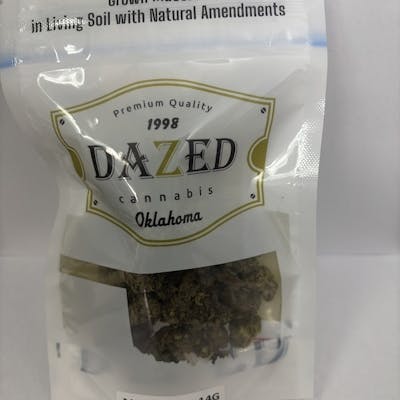 in Living Soil with Natural Amendments
Premium Quality
1998
DAZED
cannabis
Oklahoma
14G